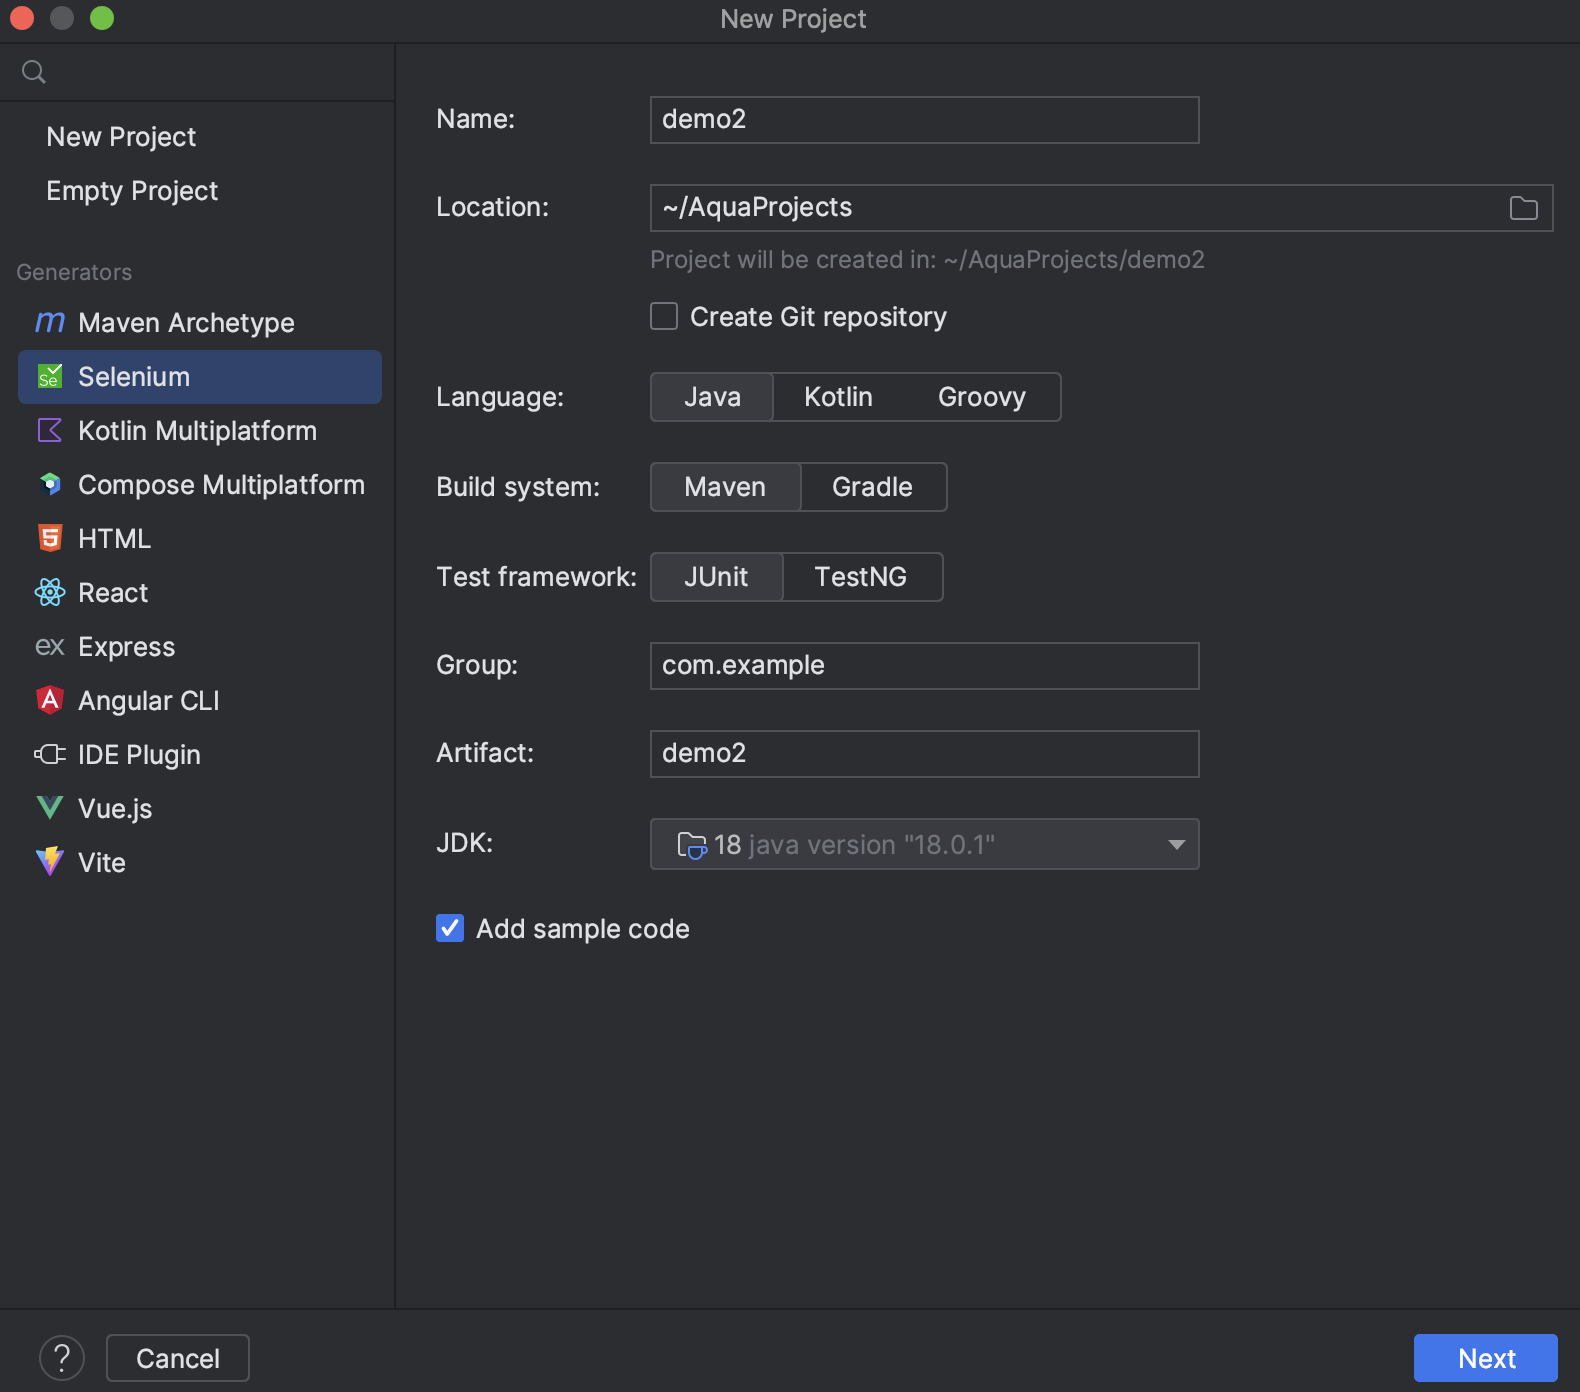 New Project
New Project
Empty Project
Generators
m Maven Archetype
Se Selenium
Kotlin Multiplatform
Compose Multiplatform
5 HTML
React
ex Express
A Angular CLI
IDE Plugin
Vue.js
Vite
Name: demo2
Location: ~/AquaProjects
Project will be created in: ~/AquaProjects/demo2
Create Git repository
Language: Java Kotlin Groovy
Build system: Maven Gradle
Test framework: JUnit TestNG
Group: com.example
Artifact: demo2
JDK: 18 java version "18.0.1"
Add sample code
? Cancel Next